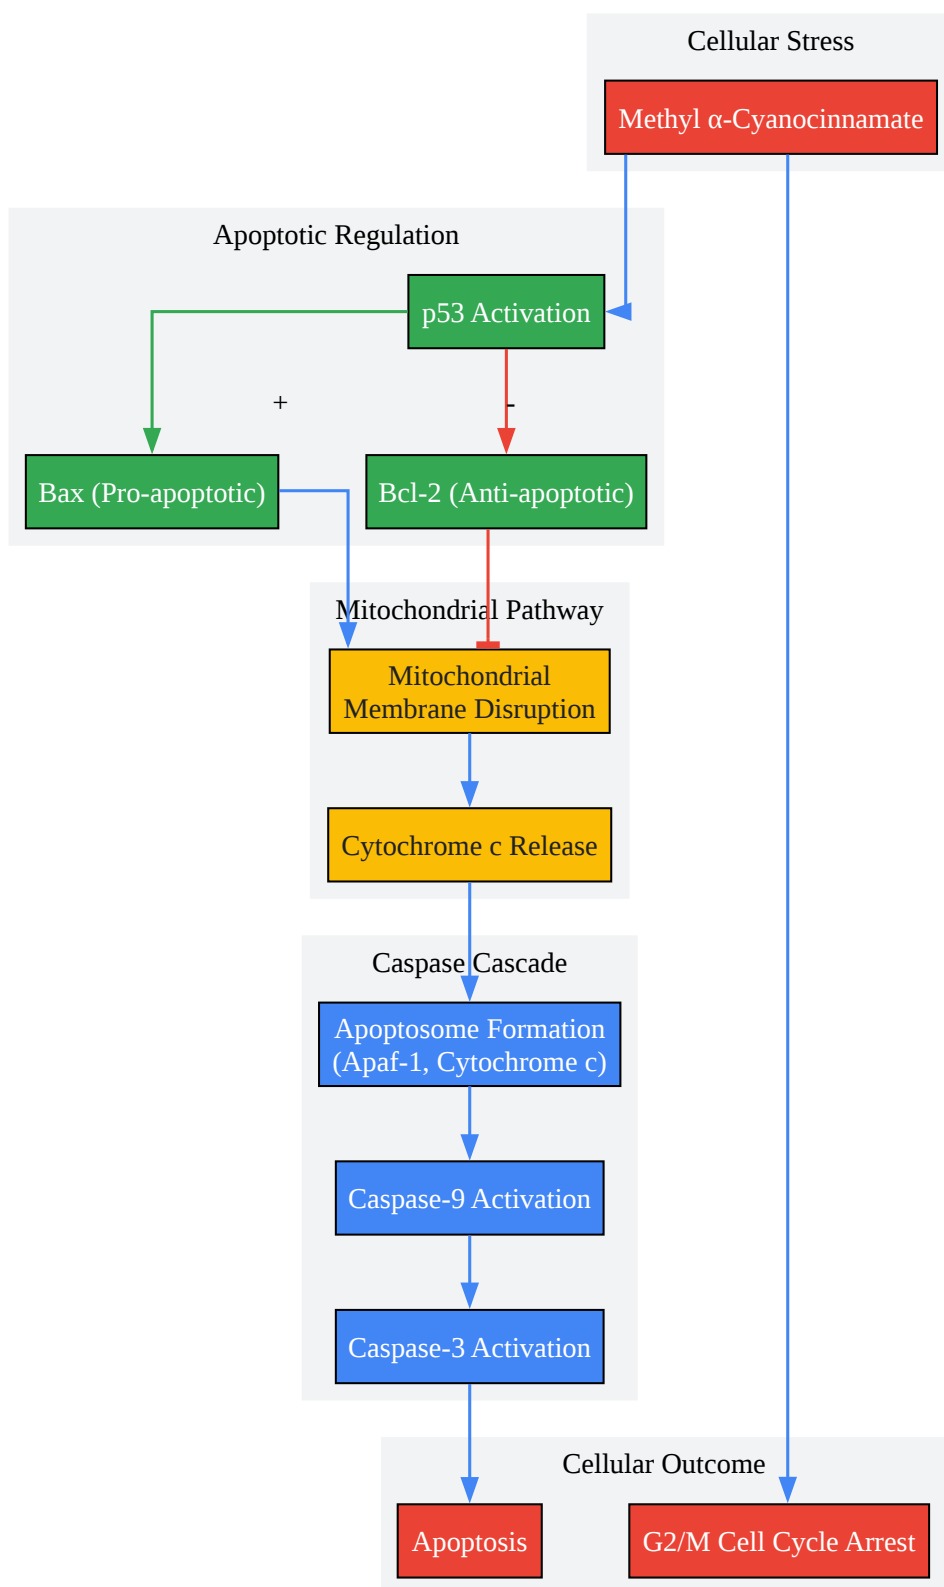 Cellular Stress
Methyl α-Cyanocinnamate
Apoptotic Regulation
p53 Activation
+
-
Bax (Pro-apoptotic)
Bcl-2 (Anti-apoptotic)
Mitochondrial Pathway
Mitochondrial
Membrane Disruption
Cytochrome c Release
Caspase Cascade
Apoptosome Formation
(Apaf-1, Cytochrome c)
Caspase-9 Activation
Caspase-3 Activation
Cellular Outcome
Apoptosis
G2/M Cell Cycle Arrest